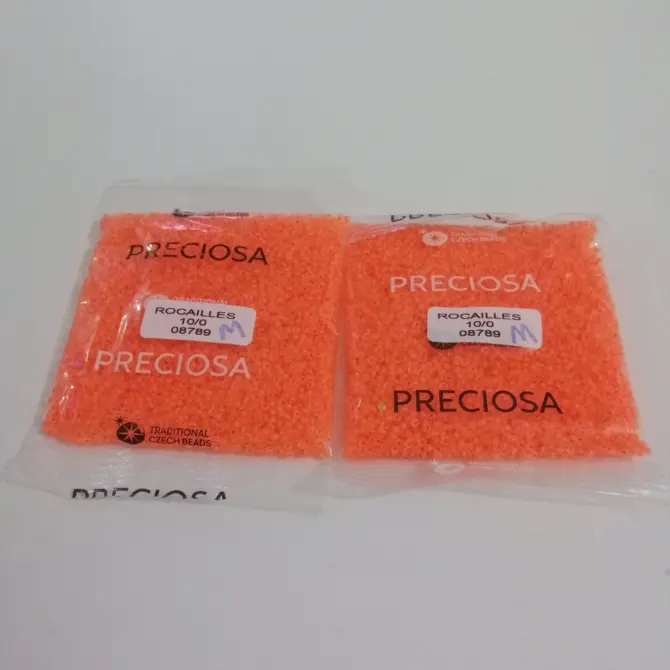 PRECIOSA
ROCAILLES
10/0
08789 M
PRECIOSA
TRADITIONAL
CZECH BEADS
PRECIOSA
TRADITIONAL
CZECH BEADS
PRECIOSA
ROCAILLES
10/0
08789 M
PRECIOSA